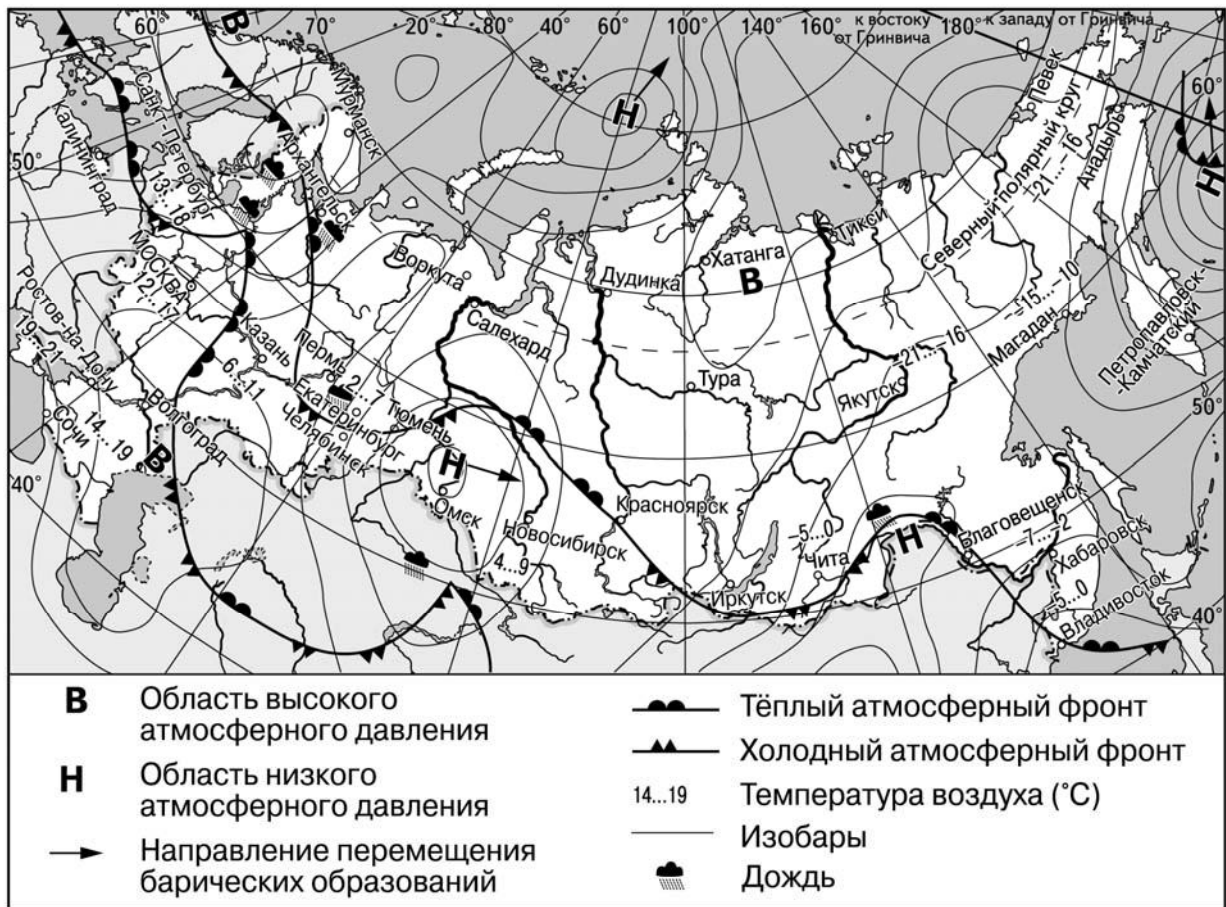 60°
В
70°
20°
80°
40°
60°
100°
120°
140°
160°
к востоку
от Гринвича
180°
к западу от Гринвича
Мурманск
Санкт-Петербург
Калининград
Архангельск
Н
Певек
60°
50°
13...18
Северный полярный круг
-21...-16
Анадырь
Н
МОСКВА
12...17
Воркута
Дудинка
Хатанга
Тикси
В
Ростов-на-Дону
19...21
Казань
6...11
Пермь
2...7
Салехард
-15...-10
Магадан
Петропавловск-
-Камчатский
Тура
-21...-16
Якутск
Сочи
14...19
Волгоград
В
Екатеринбург
Челябинск
Тюмень
Н
Омск
50°
40°
Красноярск
Новосибирск
4...9
-5...0
Чита
Иркутск
Н
Благовещенск
-7...-2
Хабаровск
-5...0
Владивосток
40°
В Область высокого
атмосферного давления
Н Область низкого
атмосферного давления
Направление перемещения
барических образований
Тёплый атмосферный фронт
Холодный атмосферный фронт
14...19 Температура воздуха (°С)
Изобары
Дождь